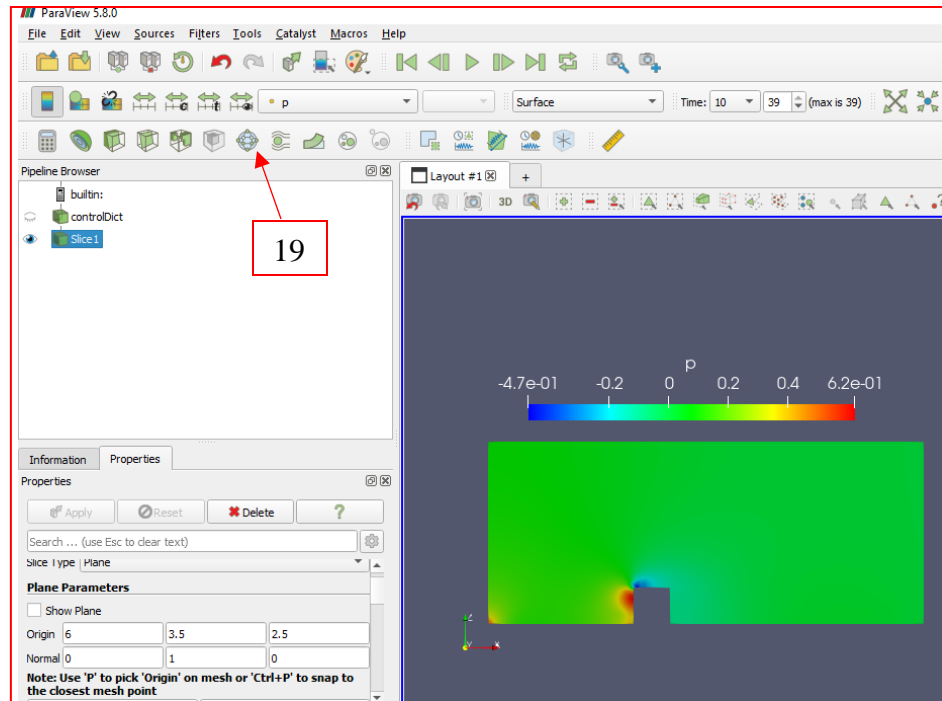 ParaView 5.8.0
File Edit View Sources Filters Tools Catalyst Macros Help
p Surface Time: 10 39 (max is 39)
Pipeline Browser
Layout #1 +
builtin:
3D
controlDict
Slice1
19
p
-4.7e-01 -0.2 0 0.2 0.4 6.2e-01
Information Properties
Properties
Apply Reset Delete ?
Search ... (use Esc to clear text)
Slice Type Plane
Plane Parameters
Show Plane
Origin 6 3.5 2.5
Z
Normal 0 1 0
Y X
Note: Use 'P' to pick 'Origin' on mesh or 'Ctrl+P' to snap to
the closest mesh point